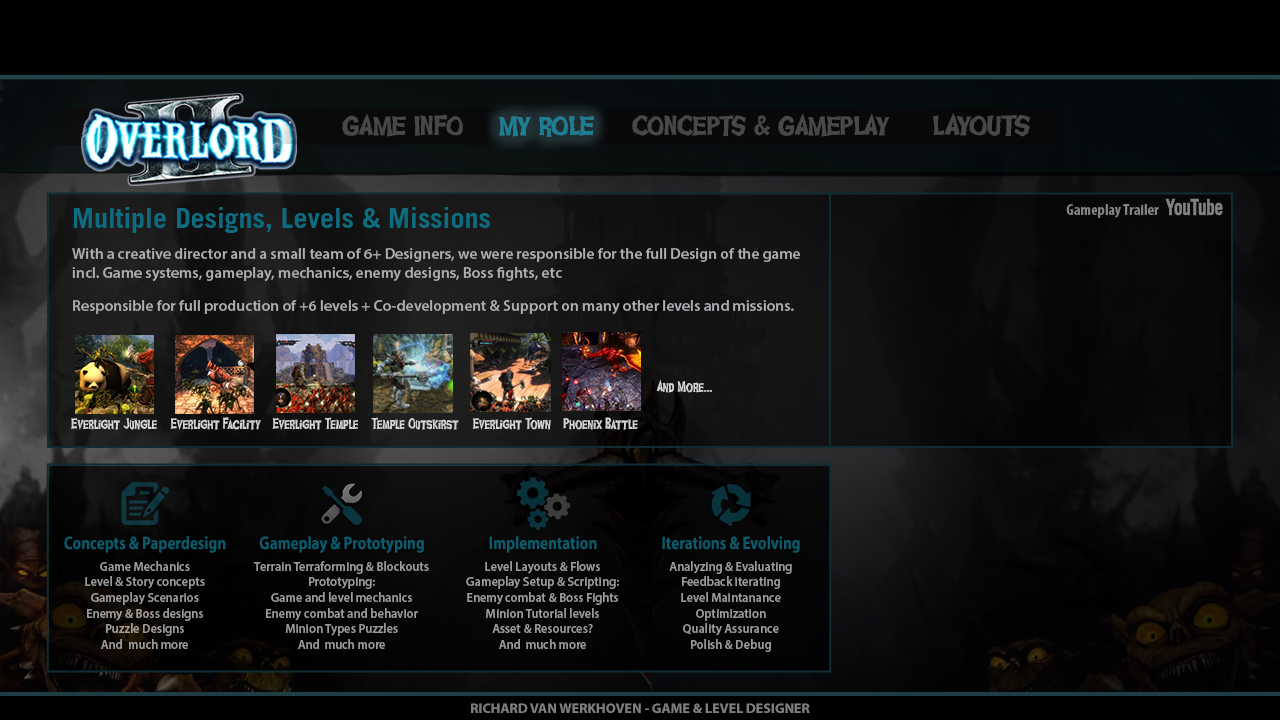 OVERLORD II
GAME INFO
MY ROLE
CONCEPTS & GAMEPLAY
LAYOUTS
Multiple Designs, Levels & Missions
With a creative director and a small team of 6+ Designers, we were responsible for the full Design of the game
incl. Game systems, gameplay, mechanics, enemy designs, Boss fights, etc
Responsible for full production of +6 levels + Co-development & Support on many other levels and missions.
Everlight Jungle
Everlight Facility
Everlight Temple
Temple Outskirst
Everlight Town
Phoenix Battle
And More...
Gameplay Trailer YouTube
Concepts & Paperdesign
Game Mechanics
Level & Story concepts
Gameplay Scenarios
Enemy & Boss designs
Puzzle Designs
And much more
Gameplay & Prototyping
Terrain Terraforming & Blockouts
Prototyping:
Game and level mechanics
Enemy combat and behavior
Minion Types Puzzles
And much more
Implementation
Level Layouts & Flows
Gameplay Setup & Scripting:
Enemy combat & Boss Fights
Minion Tutorial levels
Asset & Resources?
And much more
Iterations & Evolving
Analyzing & Evaluating
Feedback iterating
Level Maintanance
Optimization
Quality Assurance
Polish & Debug
RICHARD VAN WERKHOVEN - GAME & LEVEL DESIGNER